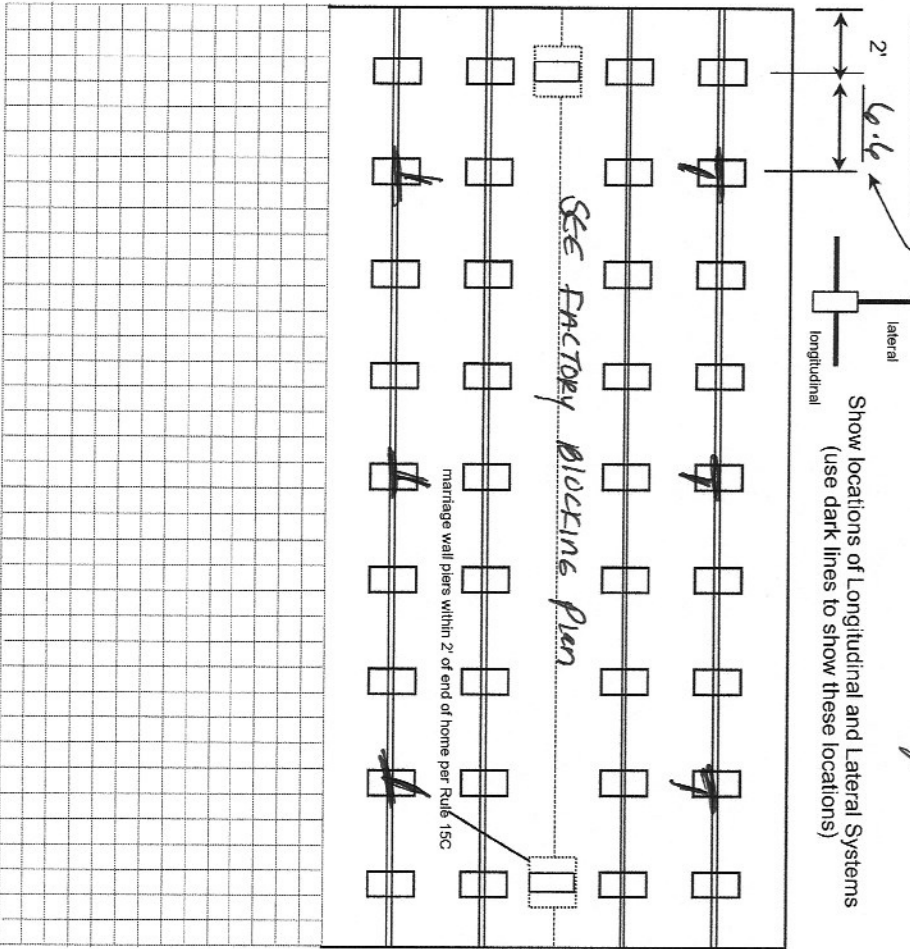 2'
6.6
lateral
longitudinal
Show locations of Longitudinal and Lateral Systems
(use dark lines to show these locations)
SEE FACTORY BLOCKING Plan
marriage wall piers within 2' of end of home per Rule 15C